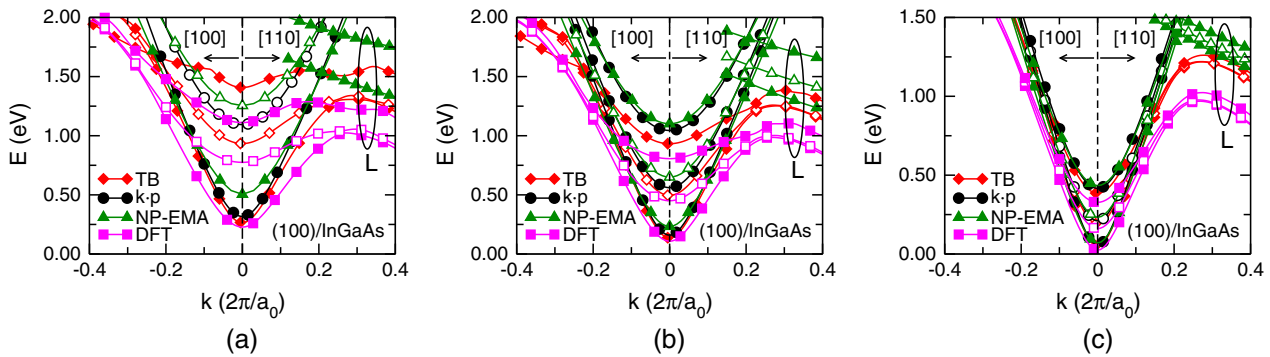 2.00
1.50
1.00
0.50
0.00
E (eV)
[100]
[110]
L
TB
k·p
NP-EMA
DFT
(100)/InGaAs
-0.4 -0.2 0 0.2 0.4
k (2π/a0)
(a)
2.00
1.50
1.00
0.50
0.00
E (eV)
[100]
[110]
L
TB
k·p
NP-EMA
DFT
(100)/InGaAs
-0.4 -0.2 0 0.2 0.4
k (2π/a0)
(b)
1.50
1.00
0.50
0.00
E (eV)
[100]
[110]
L
TB
k·p
NP-EMA
DFT
(100)/InGaAs
-0.4 -0.2 0 0.2 0.4
k (2π/a0)
(c)